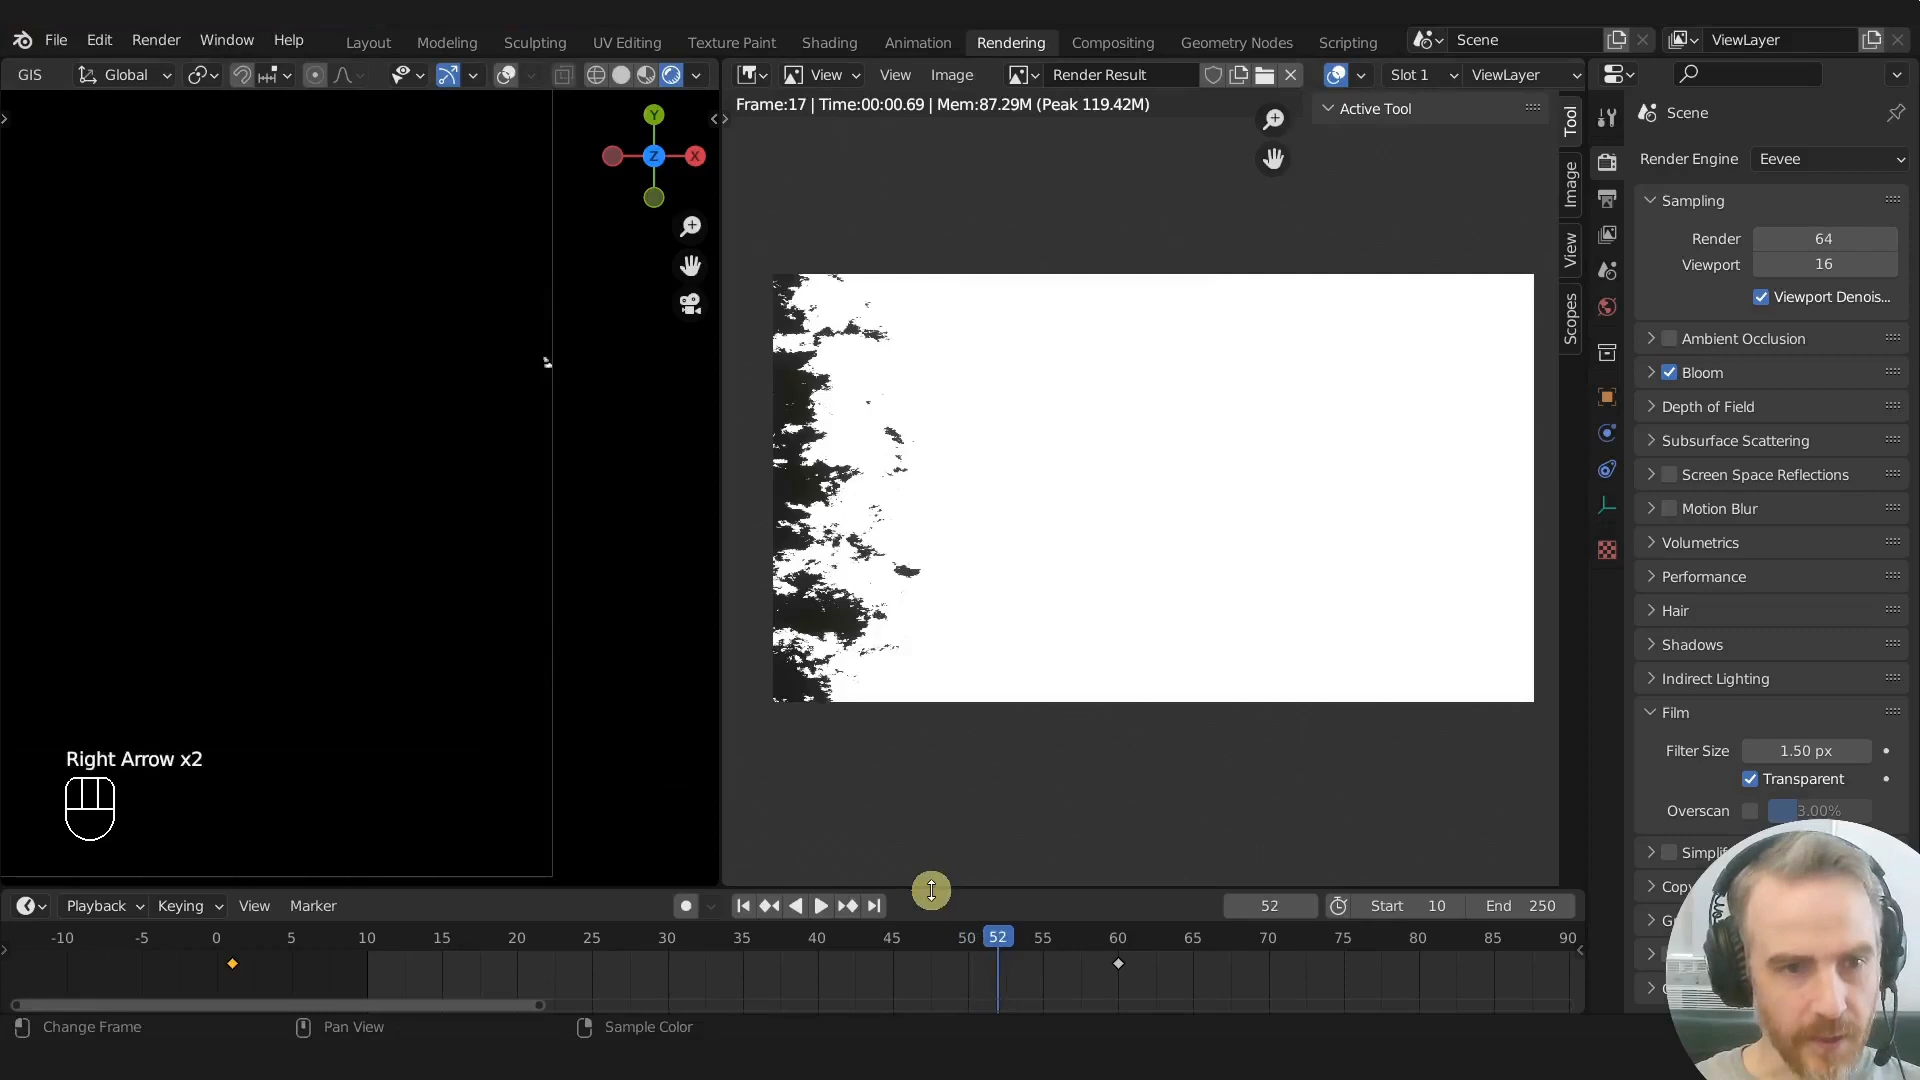 File Edit Render Window Help Layout Modeling Sculpting UV Editing Texture Paint Shading Animation Rendering Compositing Geometry Nodes Scripting Scene ViewLayer
GIS Global View View Image Render Result Slot 1 ViewLayer
Frame:17 | Time:00:00.69 | Mem:87.29M (Peak 119.42M)
Active Tool
Tool
Image
View
Scopes
Y
Z
X
Scene
Render Engine Eevee
Sampling
Render 64
Viewport 16
Viewport Denois...
Ambient Occlusion
Bloom
Depth of Field
Subsurface Scattering
Screen Space Reflections
Motion Blur
Volumetrics
Performance
Hair
Shadows
Indirect Lighting
Film
Filter Size 1.50 px
Transparent
Overscan 3.00%
Right Arrow x2
Playback Keying View Marker 52 Start 10 End 250
-10 -5 0 5 10 15 20 25 30 35 40 45 50 52 55 60 65 70 75 80 85 90
Change Frame Pan View Sample Color